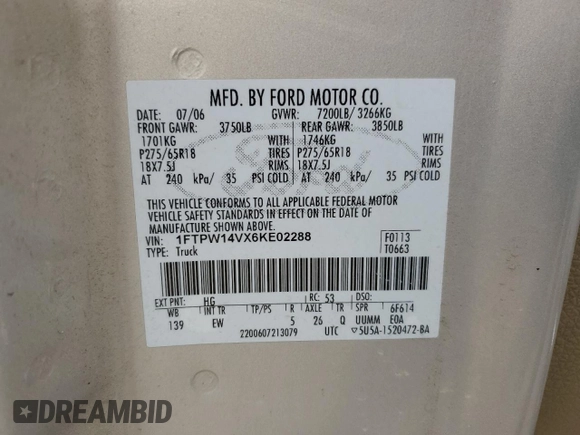 MFD. BY FORD MOTOR CO.
DATE: 07/06 GVWR: 7200LB/ 3266KG
FRONT GAWR: 3750LB REAR GAWR: 3850LB
1701KG WITH 1746KG WITH
P275/65R18 TIRES P275/65R18 TIRES
18X7.5J RIMS 18X7.5J RIMS
AT 240 kPa/ 35 PSI COLD AT 240 kPa/ 35 PSI COLD
THIS VEHICLE CONFORMS TO ALL APPLICABLE FEDERAL MOTOR
VEHICLE SAFETY STANDARDS IN EFFECT ON THE DATE OF
MANUFACTURE SHOWN ABOVE.
VIN: 1FTPW14VX6KE02288 F0113
TYPE: Truck T0663
EXT PNT: HG RC: 53 DSO:
WB INT TR TP/PS R AXLE TR SPR 6F614
139 EW 5 26 Q UUMM E0A
2200607213079 UTC ▽5U5A-1520472-BA
Ford
DREAMBID